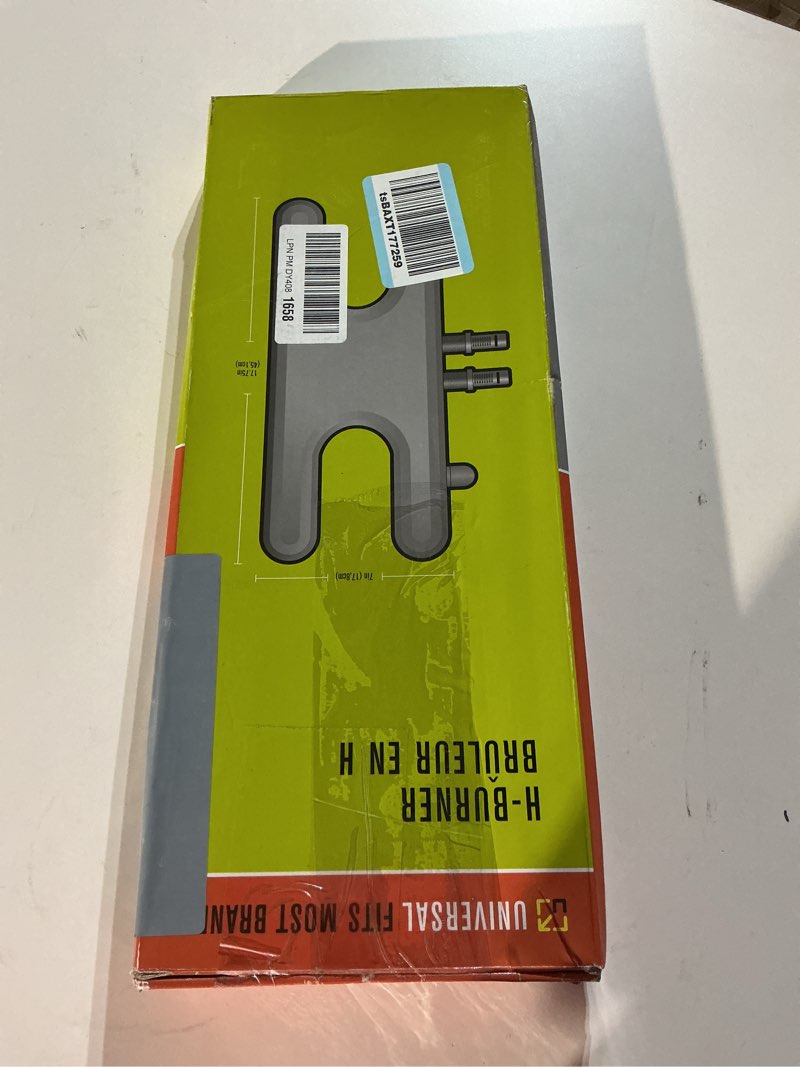 UNIVERSAL FITS MOST BRAN
H-BURNER
BRÛLEUR EN H
7in (17,8cm)
17.75in
(45,1cm)
LPN PM DY408 1658
tsBAXT177259